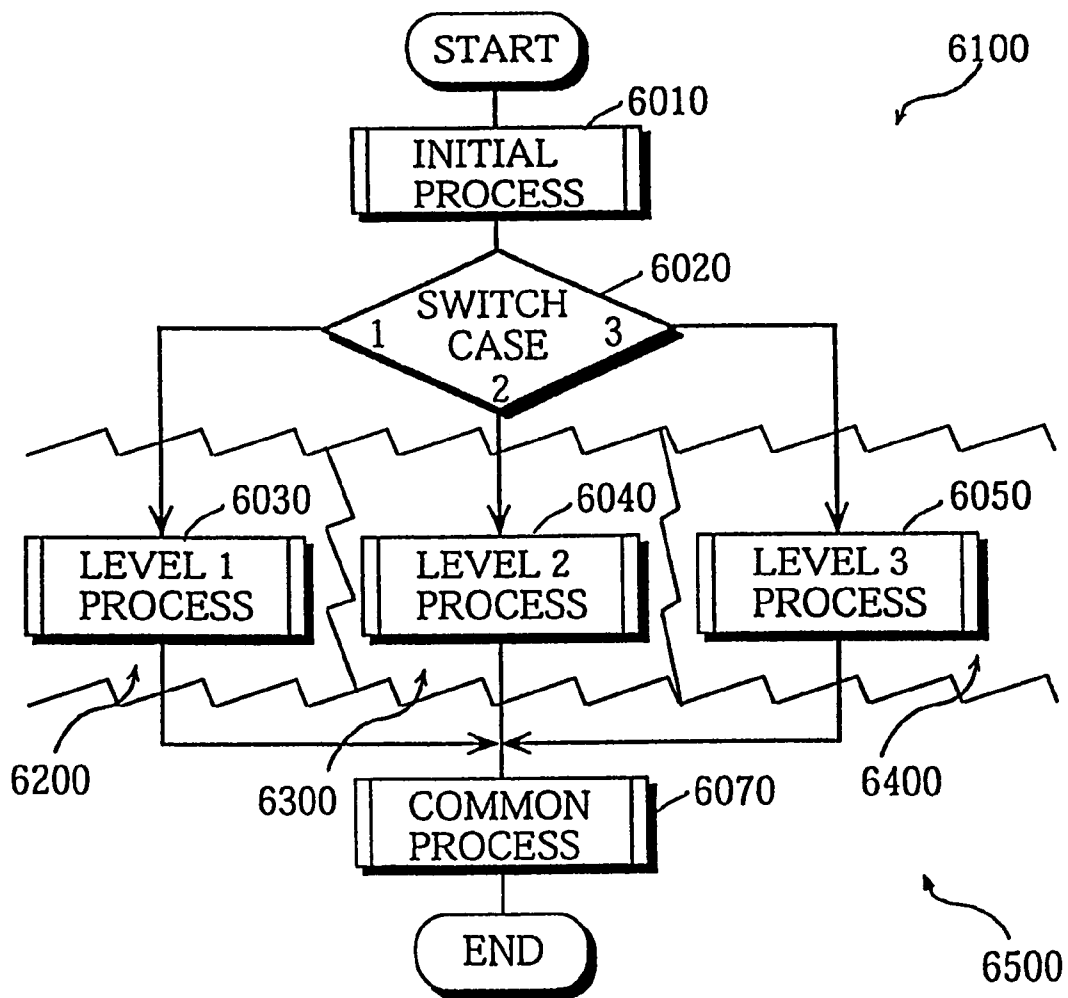 START
6100
6010
INITIAL
PROCESS
6020
SWITCH
CASE
1
3
2
6030
6040
6050
LEVEL 1
PROCESS
LEVEL 2
PROCESS
LEVEL 3
PROCESS
6200
6300
6400
6070
COMMON
PROCESS
END
6500